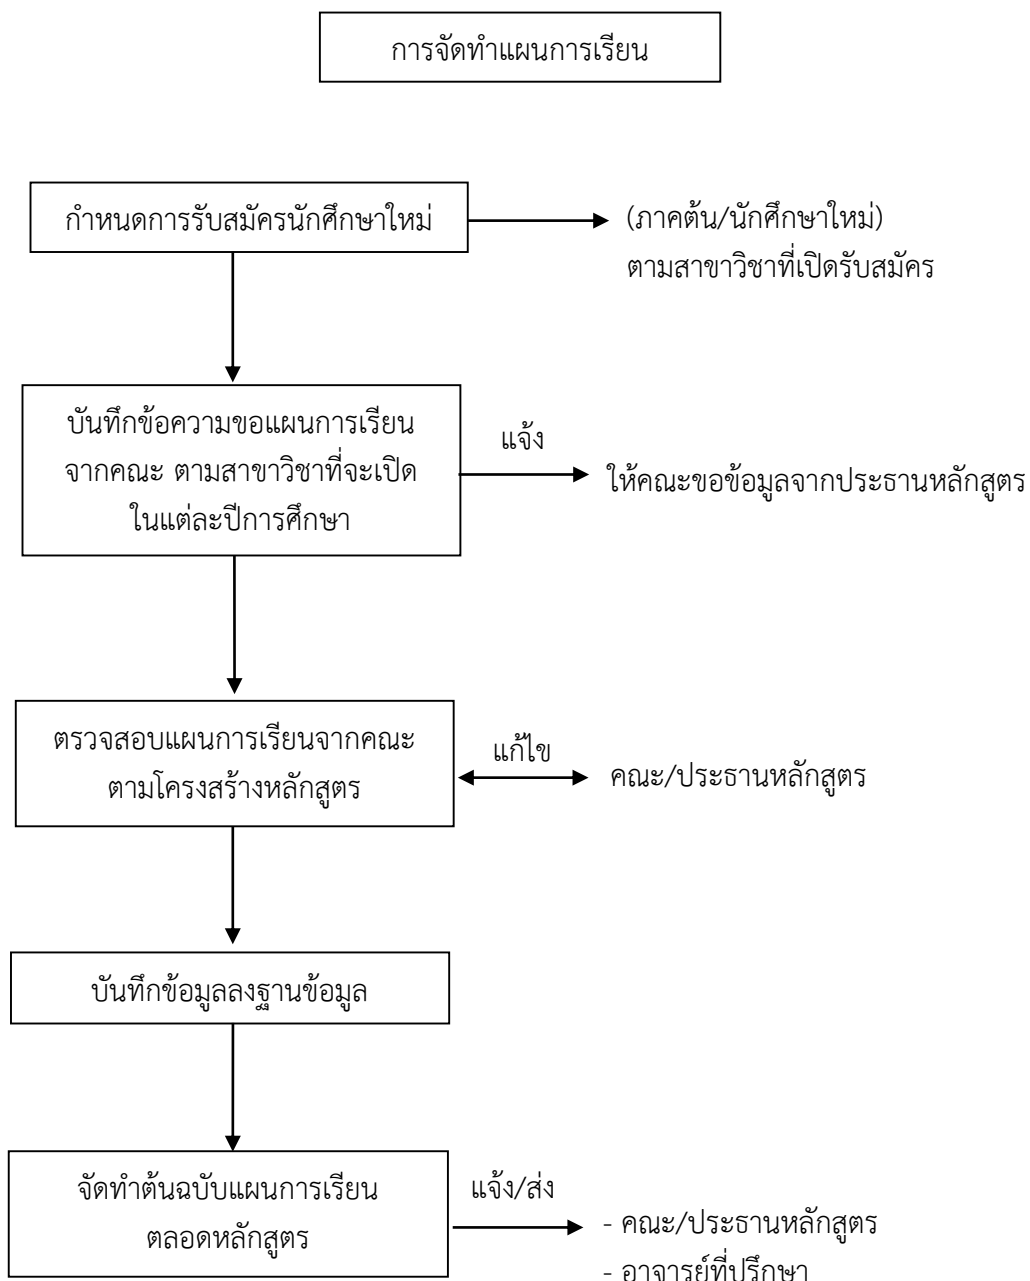 การจัดทำแผนการเรียน
กำหนดการรับสมัครนักศึกษาใหม่
(ภาคต้น/นักศึกษาใหม่)
ตามสาขาวิชาที่เปิดรับสมัคร
บันทึกข้อความขอแผนการเรียน
จากคณะ ตามสาขาวิชาที่จะเปิด
ในแต่ละปีการศึกษา
แจ้ง
ให้คณะขอข้อมูลจากประธานหลักสูตร
ตรวจสอบแผนการเรียนจากคณะ
ตามโครงสร้างหลักสูตร
แก้ไข
คณะ/ประธานหลักสูตร
บันทึกข้อมูลลงฐานข้อมูล
จัดทำต้นฉบับแผนการเรียน
ตลอดหลักสูตร
แจ้ง/ส่ง
- คณะ/ประธานหลักสูตร
- อาจารย์ที่ปรึกษา